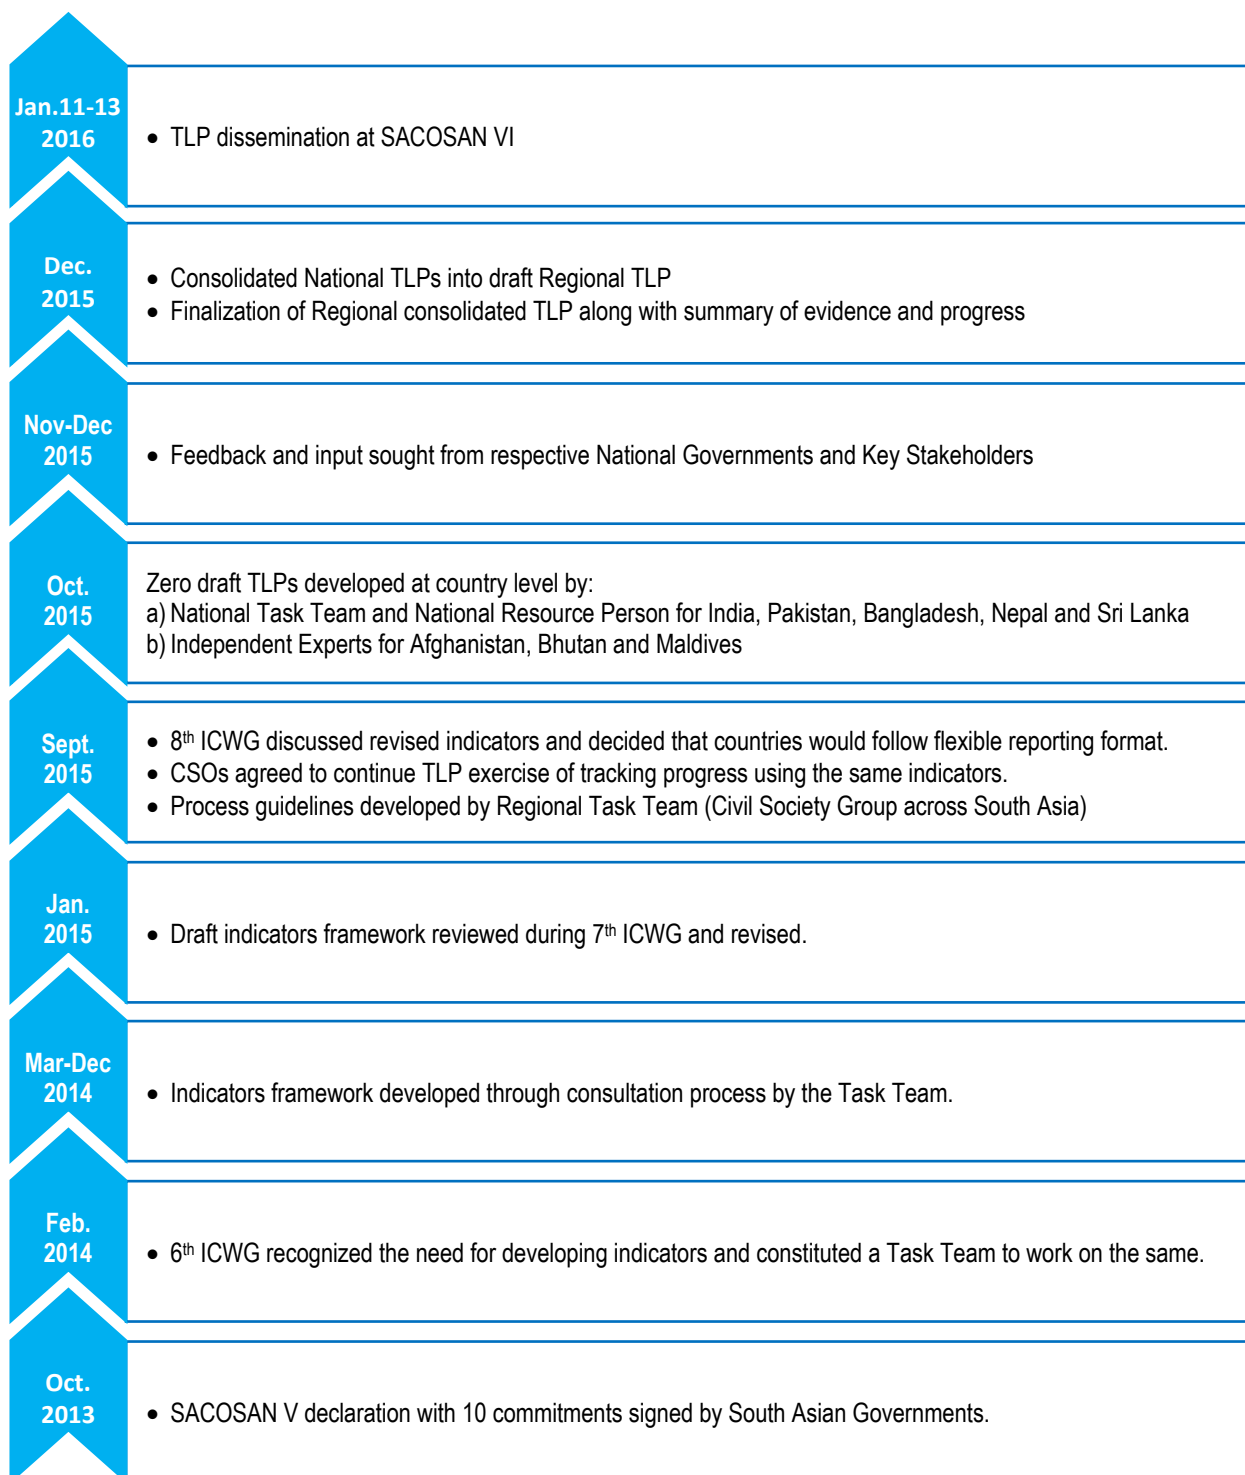 Jan.11-13
2016
• TLP dissemination at SACOSAN VI
Dec.
2015
• Consolidated National TLPs into draft Regional TLP
• Finalization of Regional consolidated TLP along with summary of evidence and progress
Nov-Dec
2015
• Feedback and input sought from respective National Governments and Key Stakeholders
Oct.
2015
Zero draft TLPs developed at country level by:
a) National Task Team and National Resource Person for India, Pakistan, Bangladesh, Nepal and Sri Lanka
b) Independent Experts for Afghanistan, Bhutan and Maldives
Sept.
2015
• 8th ICWG discussed revised indicators and decided that countries would follow flexible reporting format.
• CSOs agreed to continue TLP exercise of tracking progress using the same indicators.
• Process guidelines developed by Regional Task Team (Civil Society Group across South Asia)
Jan.
2015
• Draft indicators framework reviewed during 7th ICWG and revised.
Mar-Dec
2014
• Indicators framework developed through consultation process by the Task Team.
Feb.
2014
• 6th ICWG recognized the need for developing indicators and constituted a Task Team to work on the same.
Oct.
2013
• SACOSAN V declaration with 10 commitments signed by South Asian Governments.